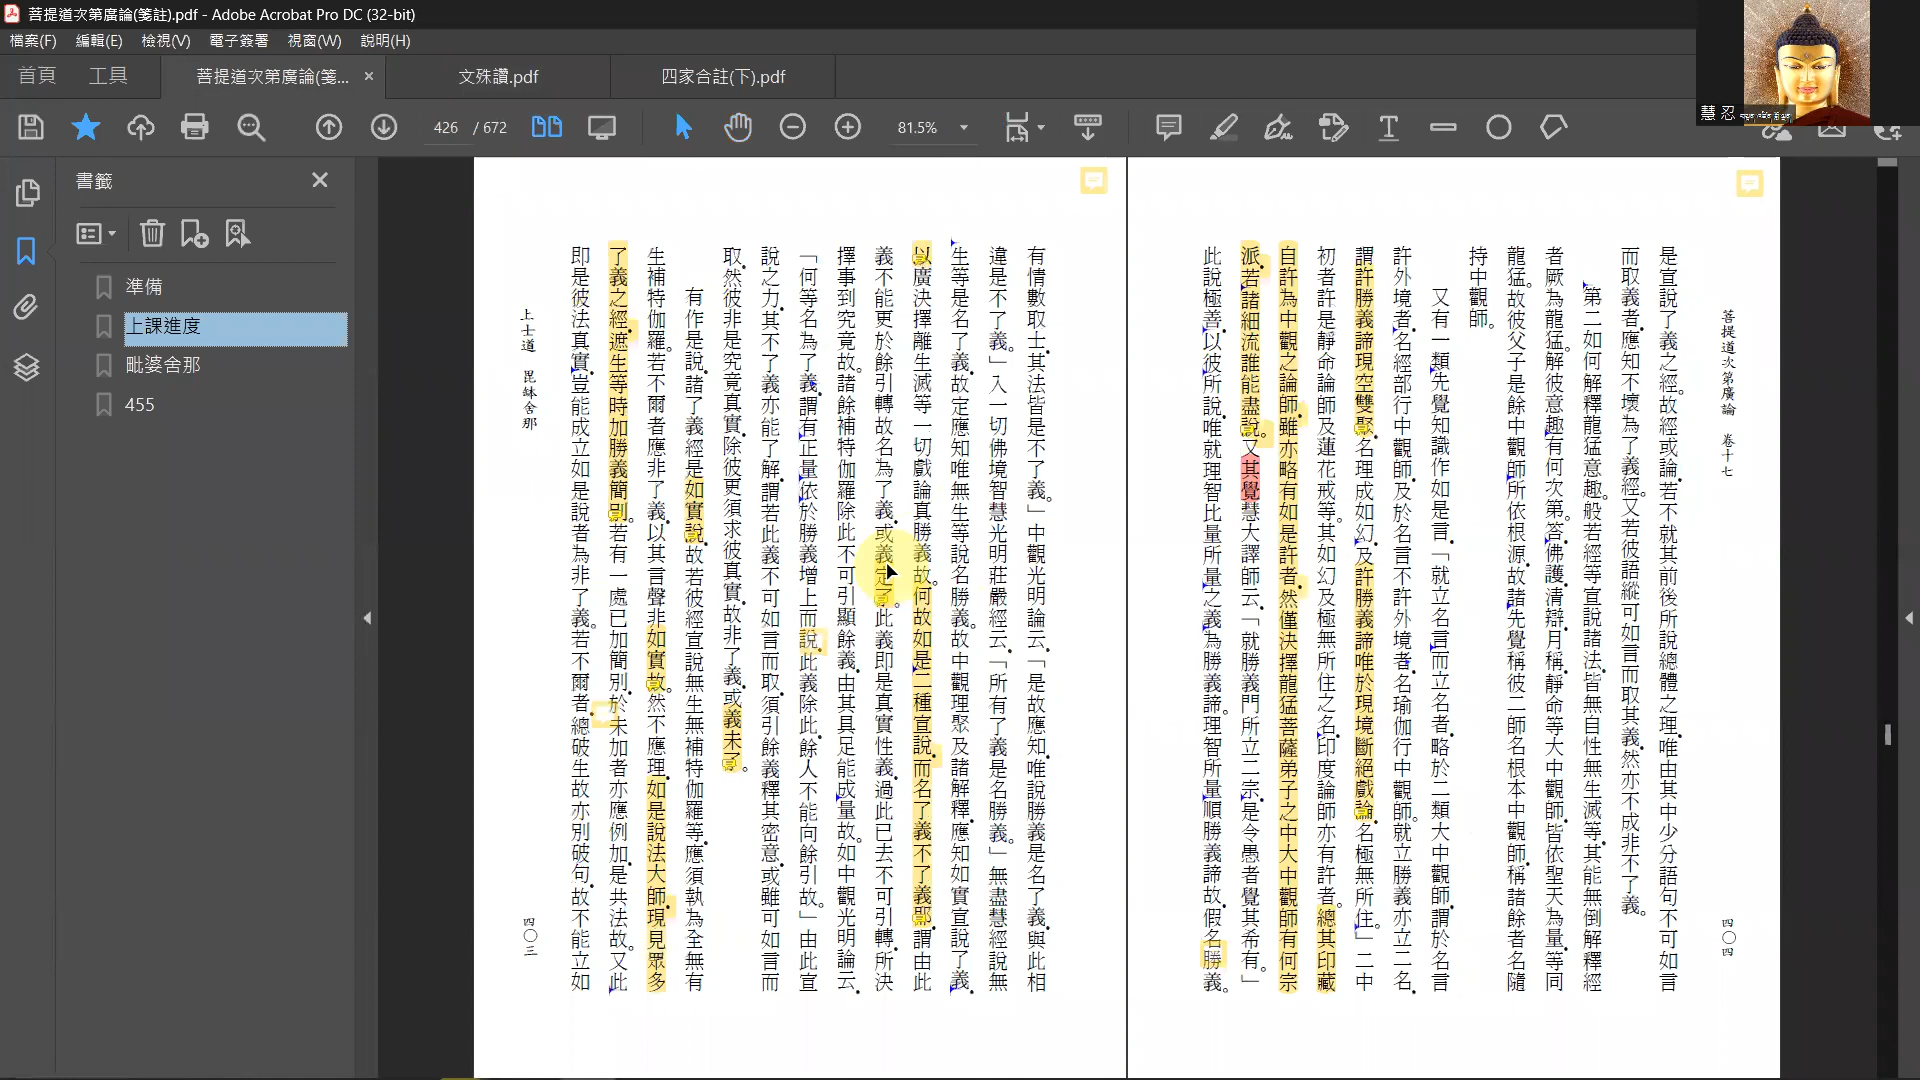 菩提道次第廣論(箋註).pdf - Adobe Acrobat Pro DC (32-bit)
檔案(F) 編輯(E) 檢視(V) 電子簽署 視窗(W) 說明(H)
首頁 工具 菩提道次第廣論(箋... × 文殊讚.pdf 四家合註(下).pdf
慧 忍
426 / 672 81.5%
書籤
準備
上課進度
毗婆舍那
455
有情數取士其法皆是不了義。」中觀光明論云「是故應知唯說勝義是名了義與此相
違是不了義」入一切佛境智慧光明莊嚴經云「所有了義是名勝義。」無盡慧經說無
生等是名了義故定應知唯無生等說名勝義。故中觀理聚及諸解釋應知如實宣說了義
以廣決擇離生滅等一切戲論真勝義故。何故如是二種宣說而名了義不了義耶謂由此
義不能更於餘引轉故名為了義或義定了。此義即是真實性義過此已去不可引轉所決
擇事到究竟故。諸餘補特伽羅除此不可引顯餘義由其具足能成量故。如中觀光明論云
「何等名為了義謂有正量依於勝義增上而說此義除此餘人不能向餘引故。」由此宣
說之力其不了義亦能了解謂若此義不可如言而取須引餘義釋其密意或雖可如言而
取然彼非是究竟真實除彼更須求彼真實故非了義或義未了。
有作是說諸了義經是如實說故若彼經宣說無生無補特伽羅等應須執為全無有
生補特伽羅。若不爾者應非了義以其言聲非如實故然不應理如是說法大師現見眾多
了義之經遮生等時加勝義簡別。若有一處已加簡別於未加者亦應例加是共法故。又此
即是彼法真實豈能成立如是說者為非了義。若不爾者總破生故亦別破句故不能立如
上士道 毘缽舍那
四〇三
菩提道次第廣論 卷十七
四〇四
是宣說了義之經。故經或論若不就其前後所說總體之理唯由其中少分語句不可如言
而取義者應知不壞為了義經又若彼語縱可如言而取其義然亦不成非不了義。
第二如何解釋龍猛意趣。般若經等宣說諸法皆無自性無生滅等其能無倒解釋經
者厥為龍猛。解彼意趣有何次第。答佛護清辯月稱靜命等大中觀師皆依聖天為量等同
龍猛。故彼父子是餘中觀師所依根源故諸先覺稱彼二師名根本中觀師稱諸餘者名隨
持中觀師。
又有一類先覺知識作如是言「就立名言而立名者略於二類大中觀師謂於名言
許外境者名經部行中觀師及於名言不許外境者名瑜伽行中觀師。就立勝義亦立二名
謂許勝義諦現空雙聚名理成如幻及許勝義諦唯於現境斷絕戲論名極無所住。」二中
初者許是靜命論師及蓮花戒等。其如幻及極無所住之名印度論師亦有許者。總其印藏
自許為中觀之論師雖亦略有如是許者然僅決擇龍猛菩薩弟子之中大中觀師有何宗
派若諸細流誰能盡說。又其覺慧大譯師云「就勝義門所立二宗是令愚者覺其希有。」
此說極善以彼所說唯就理智比量所量之義為勝義諦。理智所量順勝義諦故假名勝義。